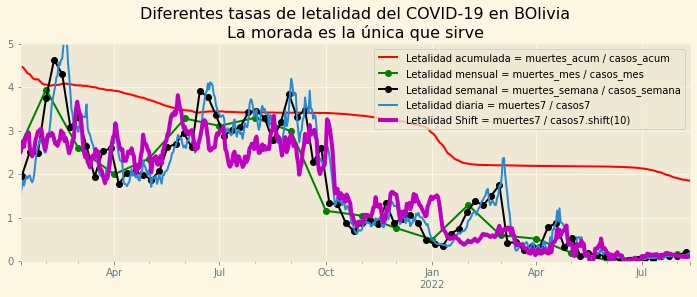 Diferentes tasas de letalidad del COVID-19 en BOlivia
La morada es la única que sirve
5
4
3
2
1
0
Letalidad acumulada = muertes_acum / casos_acum
Letalidad mensual = muertes_mes / casos_mes
Letalidad semanal = muertes_semana / casos_semana
Letalidad diaria = muertes7 / casos7
Letalidad Shift = muertes7 / casos7.shift(10)
Apr Jul Oct Jan Apr Jul
2022